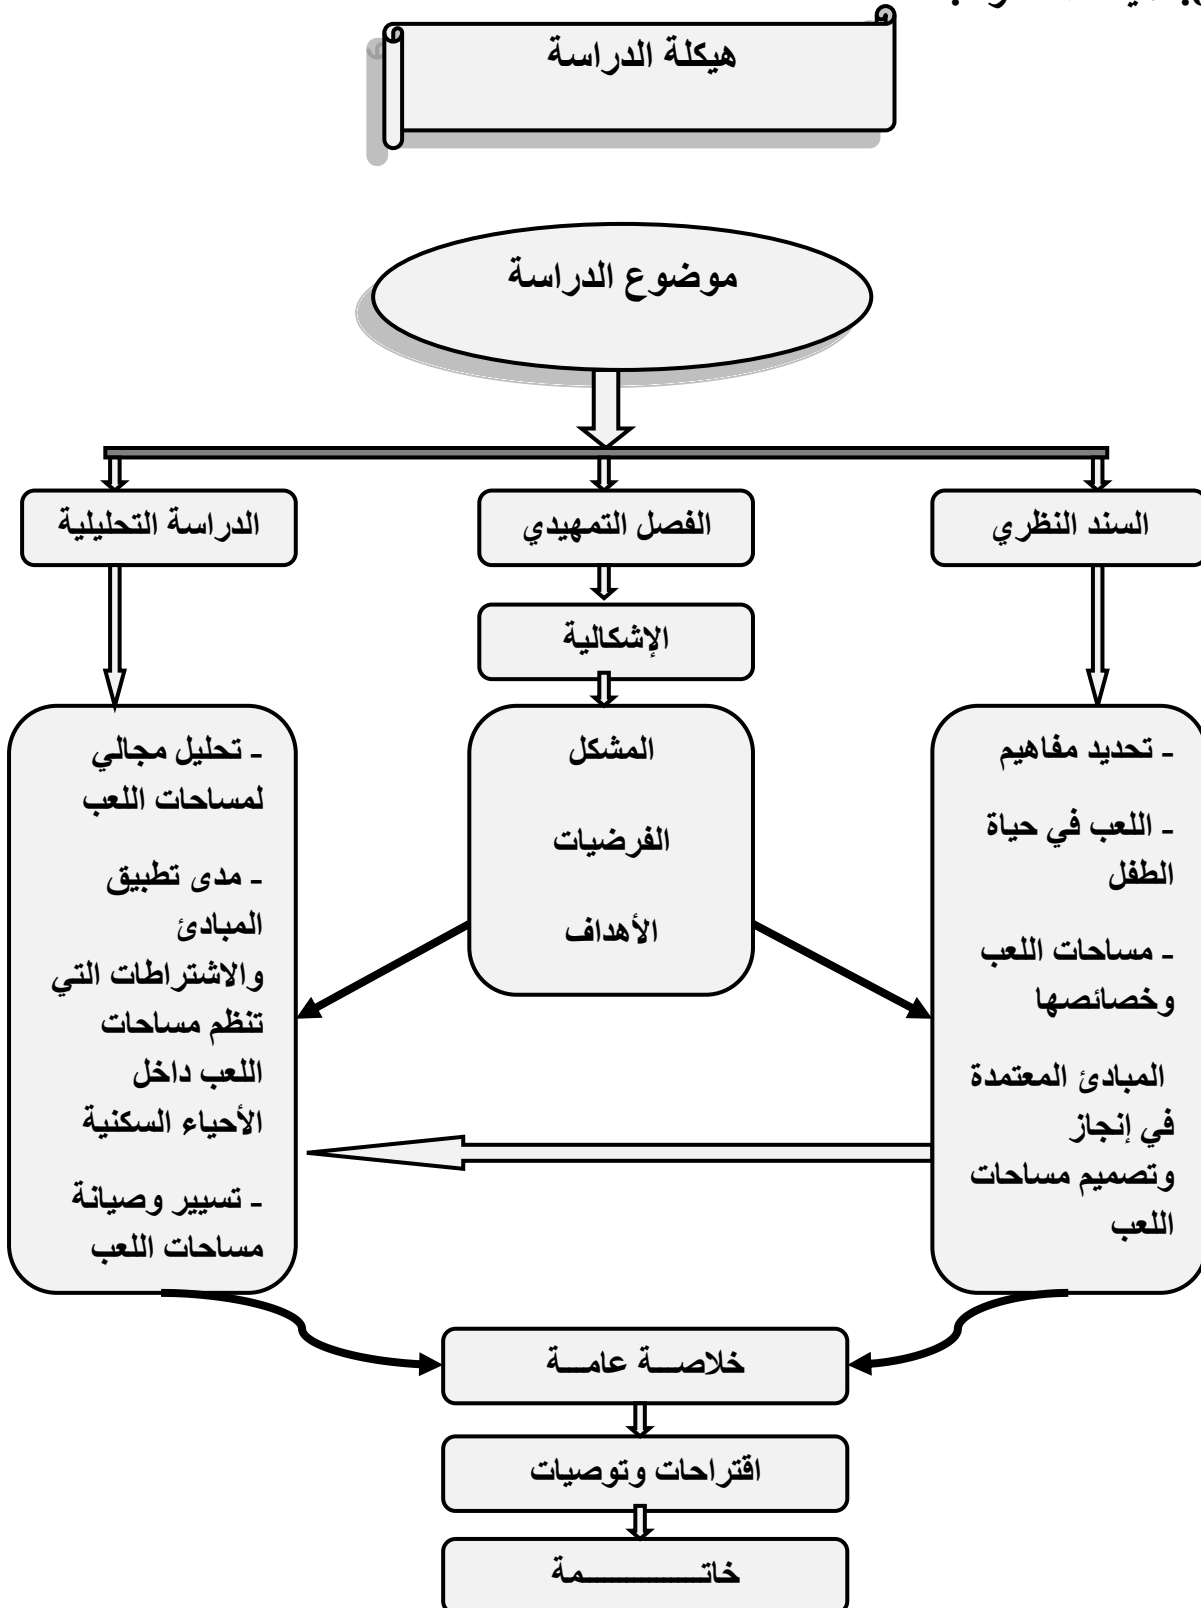 هيكلة الدراسة
موضوع الدراسة
السند النظري
الفصل التمهيدي
الدراسة التحليلية
الإشكالية
- تحديد مفاهيم
- اللعب في حياة
الطفل
- مساحات اللعب
وخصائصها
المبادئ المعتمدة
في إنجاز
وتصميم مساحات
اللعب
المشكل
الفرضيات
الأهداف
- تحليل مجالي
لمساحات اللعب
- مدى تطبيق
المبادئ
والاشتراطات التي
تنظم مساحات
اللعب داخل
الأحياء السكنية
- تسيير وصيانة
مساحات اللعب
خلاصـــة عامـــة
اقتراحات وتوصيات
خاتـــــــــــــمة